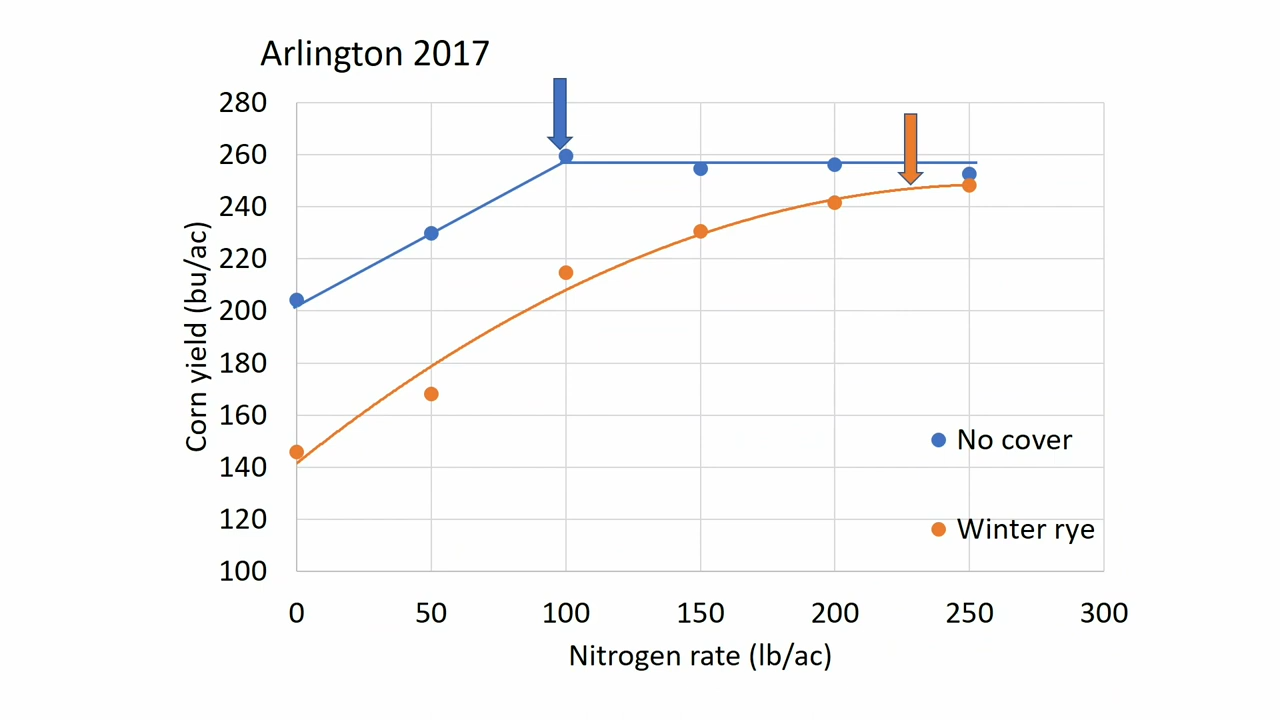 Arlington 2017
280
260
240
220
200
180
160
140
120
100
Corn yield (bu/ac)
No cover
Winter rye
0 50 100 150 200 250 300
Nitrogen rate (lb/ac)